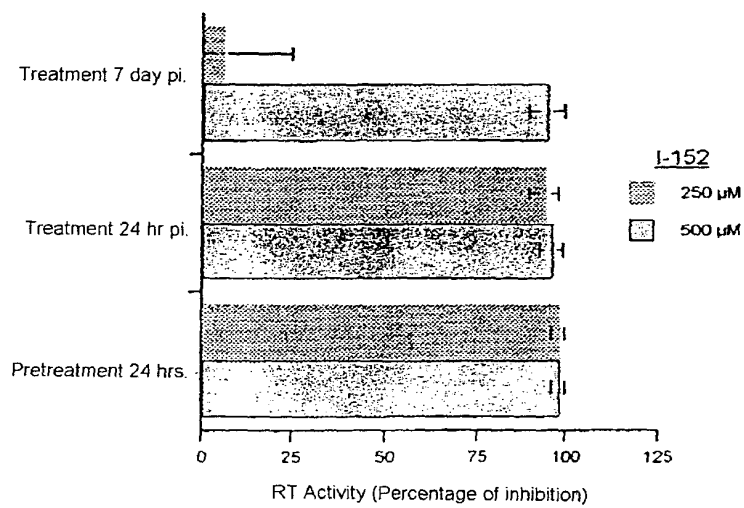 Treatment 7 day pi.
Treatment 24 hr pi.
Pretreatment 24 hrs.
I-152
250 µM
500 µM
0 25 50 75 100 125
RT Activity (Percentage of inhibition)